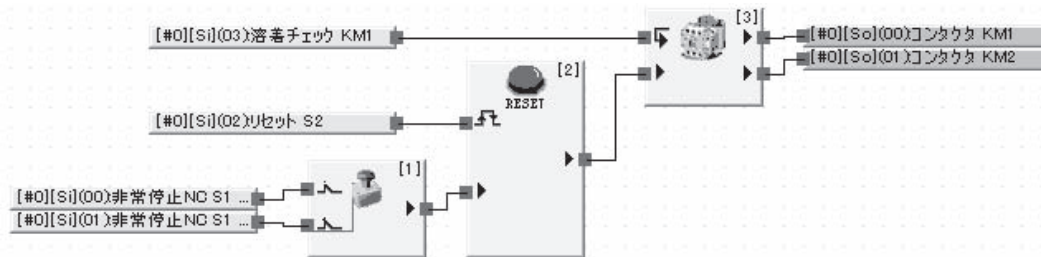 [#0][Si](03):溶着チェック KM1
[3]
[#0][So](00):コンタクタ KM1
[#0][So](01):コンタクタ KM2
[2]
RESET
[#0][Si](02):リセット S2
[1]
[#0][Si](00):非常停止NC S1 ...
[#0][Si](01):非常停止NC S1 ...